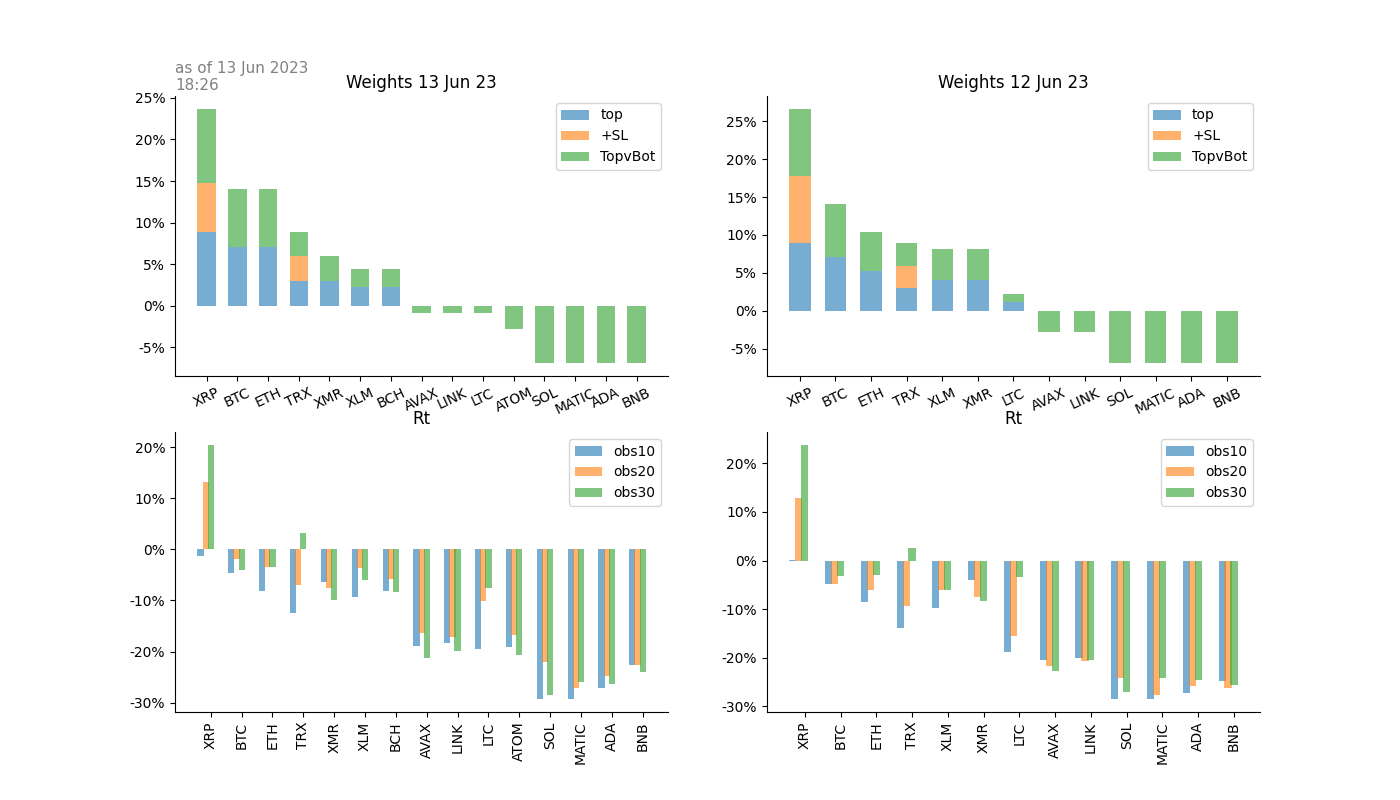 as of 13 Jun 2023
18:26
Weights 13 Jun 23
25%
20%
15%
10%
5%
0%
-5%
top
+SL
TopvBot
XRP BTC ETH TRX XMR XLM BCH AVAX LINK LTC ATOM SOL MATIC ADA BNB
Weights 12 Jun 23
25%
20%
15%
10%
5%
0%
-5%
top
+SL
TopvBot
XRP BTC ETH TRX XLM XMR LTC AVAX LINK SOL MATIC ADA BNB
Rt
20%
10%
0%
-10%
-20%
-30%
obs10
obs20
obs30
XRP BTC ETH TRX XMR XLM BCH AVAX LINK LTC ATOM SOL MATIC ADA BNB
Rt
20%
10%
0%
-10%
-20%
-30%
obs10
obs20
obs30
XRP BTC ETH TRX XLM XMR LTC AVAX LINK SOL MATIC ADA BNB